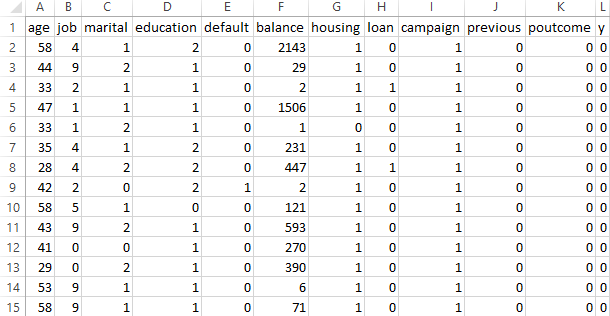 A B C D E F G H I J K L
1 age job marital education default balance housing loan campaign previous poutcome y
2 58 4 1 2 0 2143 1 0 1 0 0 0
3 44 9 2 1 0 29 1 0 1 0 0 0
4 33 2 1 1 0 2 1 1 1 0 0 0
5 47 1 1 1 0 1506 1 0 1 0 0 0
6 33 1 2 1 0 1 0 0 1 0 0 0
7 35 4 1 2 0 231 1 0 1 0 0 0
8 28 4 2 2 0 447 1 1 1 0 0 0
9 42 2 0 2 1 2 1 0 1 0 0 0
10 58 5 1 0 0 121 1 0 1 0 0 0
11 43 9 2 1 0 593 1 0 1 0 0 0
12 41 0 0 1 0 270 1 0 1 0 0 0
13 29 0 2 1 0 390 1 0 1 0 0 0
14 53 9 1 1 0 6 1 0 1 0 0 0
15 58 9 1 1 0 71 1 0 1 0 0 0